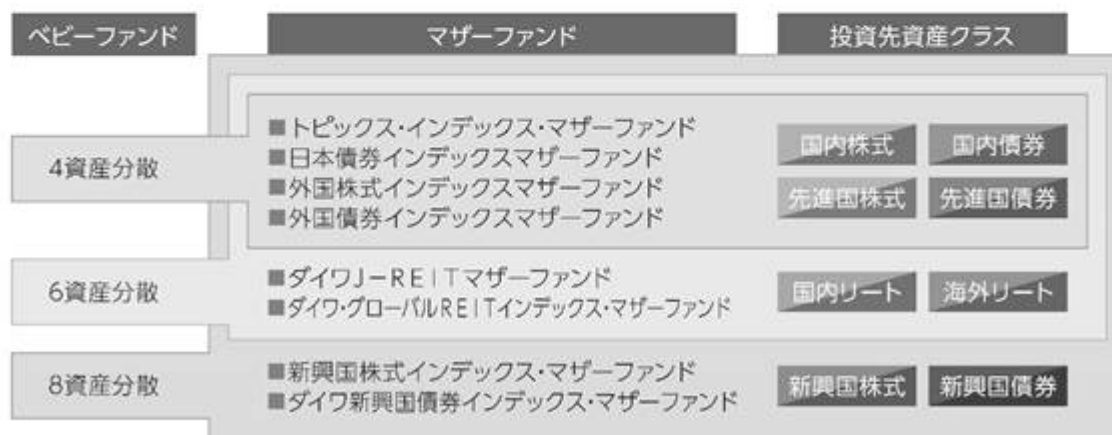 ベビーファンド
マザーファンド
投資先資産クラス
4資産分散
■トピックス・インデックス・マザーファンド
■日本債券インデックスマザーファンド
■外国株式インデックスマザーファンド
■外国債券インデックスマザーファンド
国内株式
国内債券
先進国株式
先進国債券
6資産分散
■ダイワJ－REITマザーファンド
■ダイワ・グローバルREITインデックス・マザーファンド
国内リート
海外リート
8資産分散
■新興国株式インデックス・マザーファンド
■ダイワ新興国債券インデックス・マザーファンド
新興国株式
新興国債券